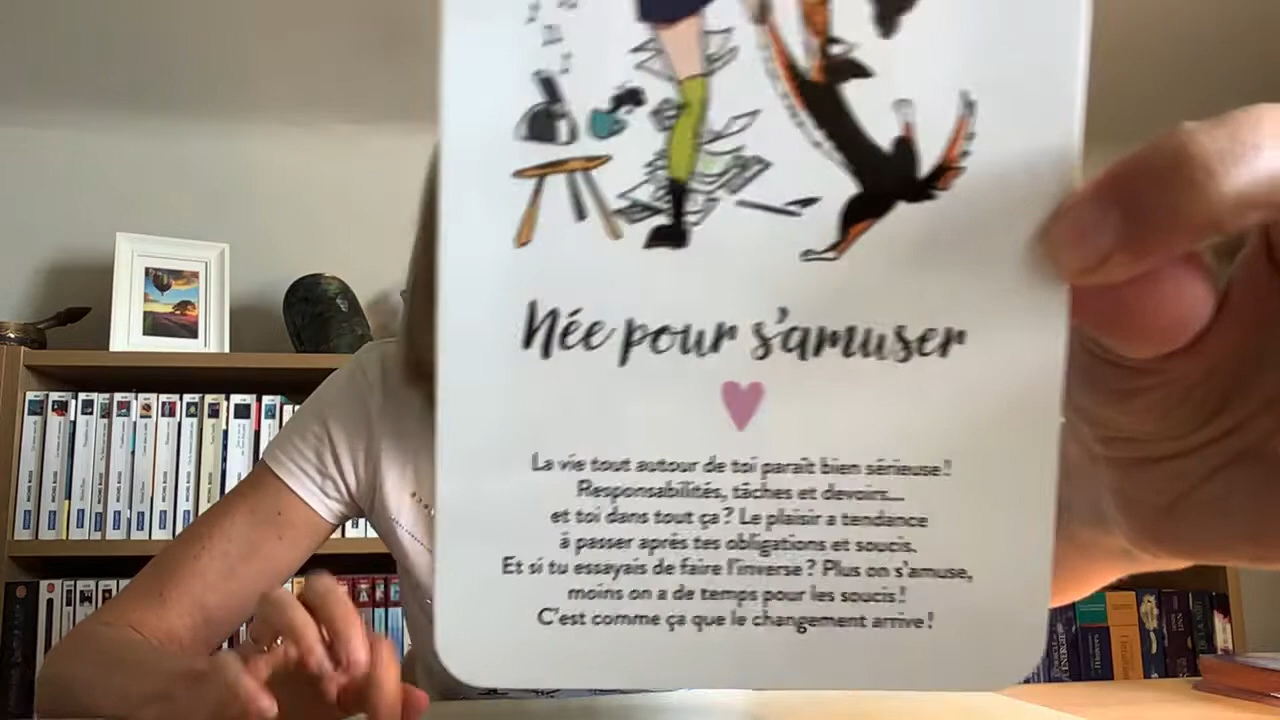 Née pour s'amuser
La vie tout autour de toi paraît bien sérieuse !
Responsabilités, tâches et devoirs...
et toi dans tout ça ? Le plaisir a tendance
à passer après tes obligations et soucis.
Et si tu essayais de faire l'inverse ? Plus on s'amuse,
moins on a de temps pour les soucis !
C'est comme ça que le changement arrive !